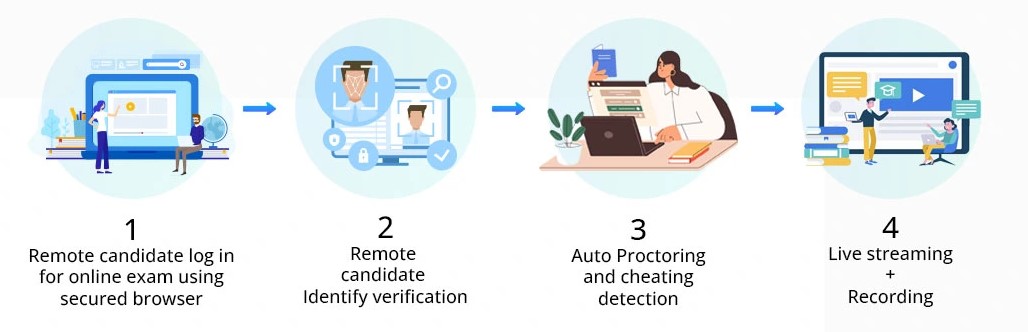 1
Remote candidate log in
for online exam using
secured browser
2
Remote
candidate
Identify verification
3
Auto Proctoring
and cheating
detection
4
Live streaming
+
Recording